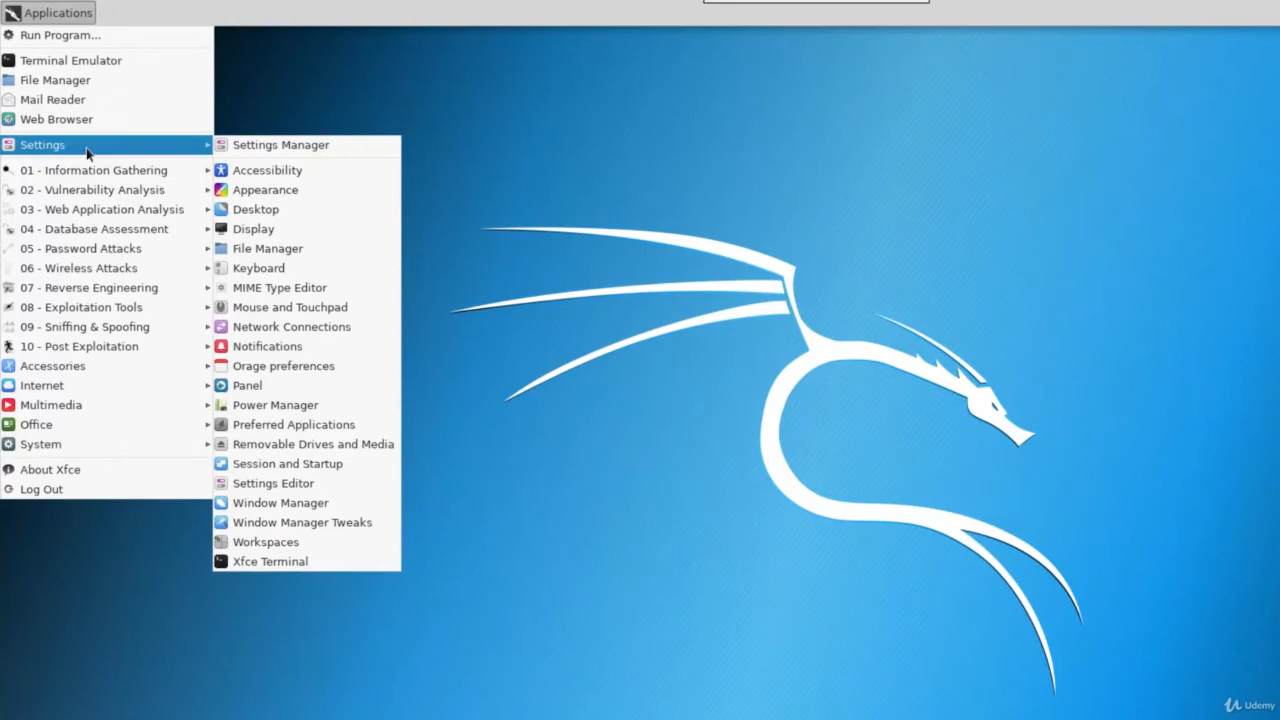 Applications
Run Program...
Terminal Emulator
File Manager
Mail Reader
Web Browser
Settings
01 - Information Gathering
02 - Vulnerability Analysis
03 - Web Application Analysis
04 - Database Assessment
05 - Password Attacks
06 - Wireless Attacks
07 - Reverse Engineering
08 - Exploitation Tools
09 - Sniffing & Spoofing
10 - Post Exploitation
Accessories
Internet
Multimedia
Office
System
About Xfce
Log Out
Settings Manager
Accessibility
Appearance
Desktop
Display
File Manager
Keyboard
MIME Type Editor
Mouse and Touchpad
Network Connections
Notifications
Orage preferences
Panel
Power Manager
Preferred Applications
Removable Drives and Media
Session and Startup
Settings Editor
Window Manager
Window Manager Tweaks
Workspaces
Xfce Terminal
Udemy